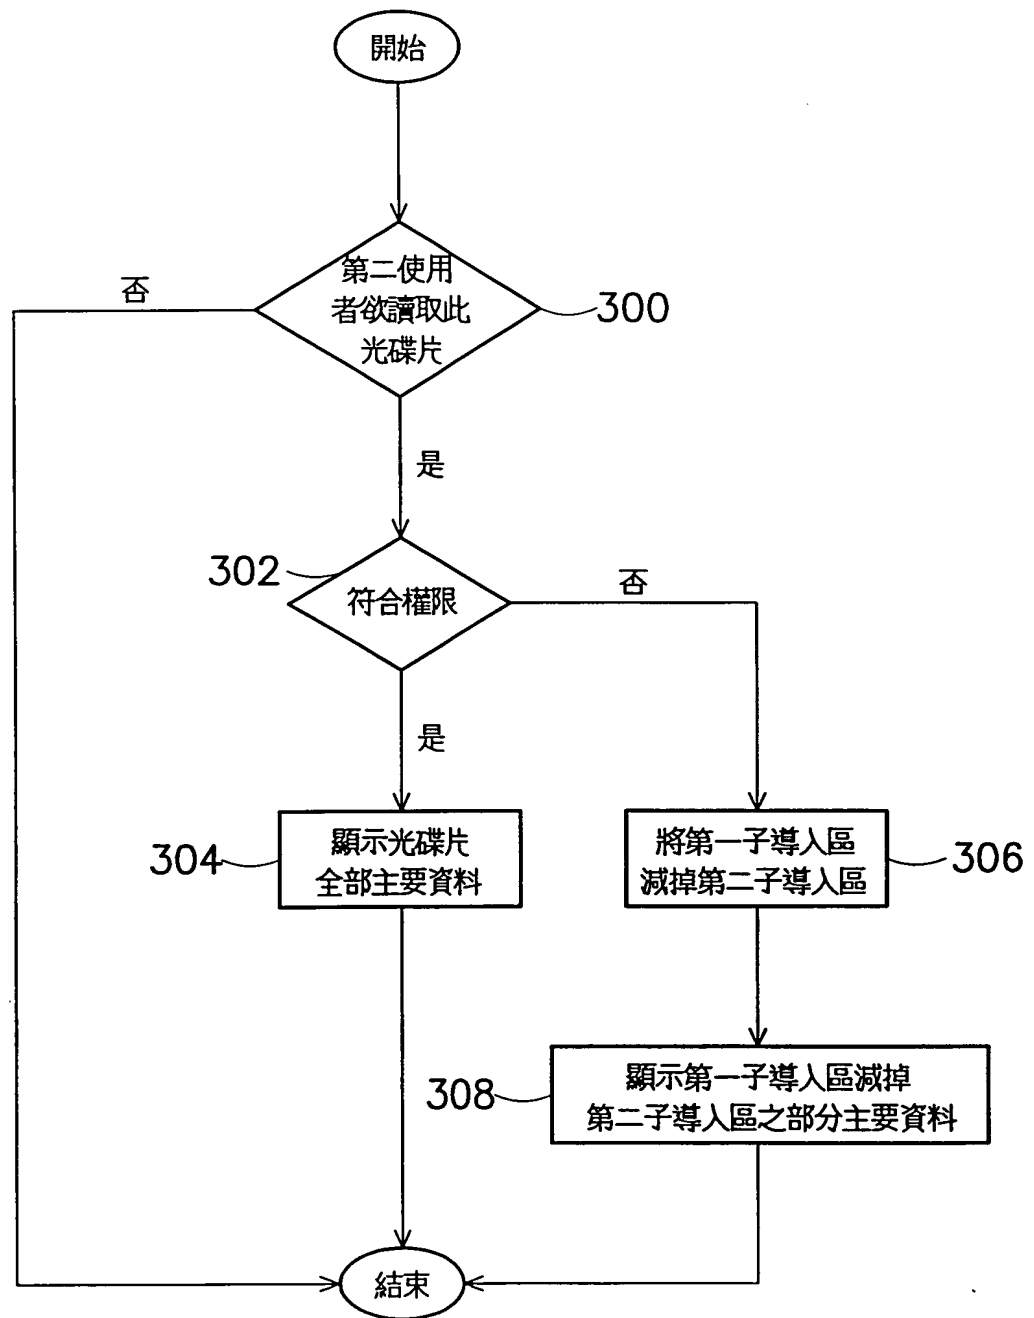 開始
第二使用
者欲讀取此
光碟片
否
300
是
302
符合權限
否
是
304
顯示光碟片
全部主要資料
將第一子導入區
減掉第二子導入區
306
308
顯示第一子導入區減掉
第二子導入區之部分主要資料
結束